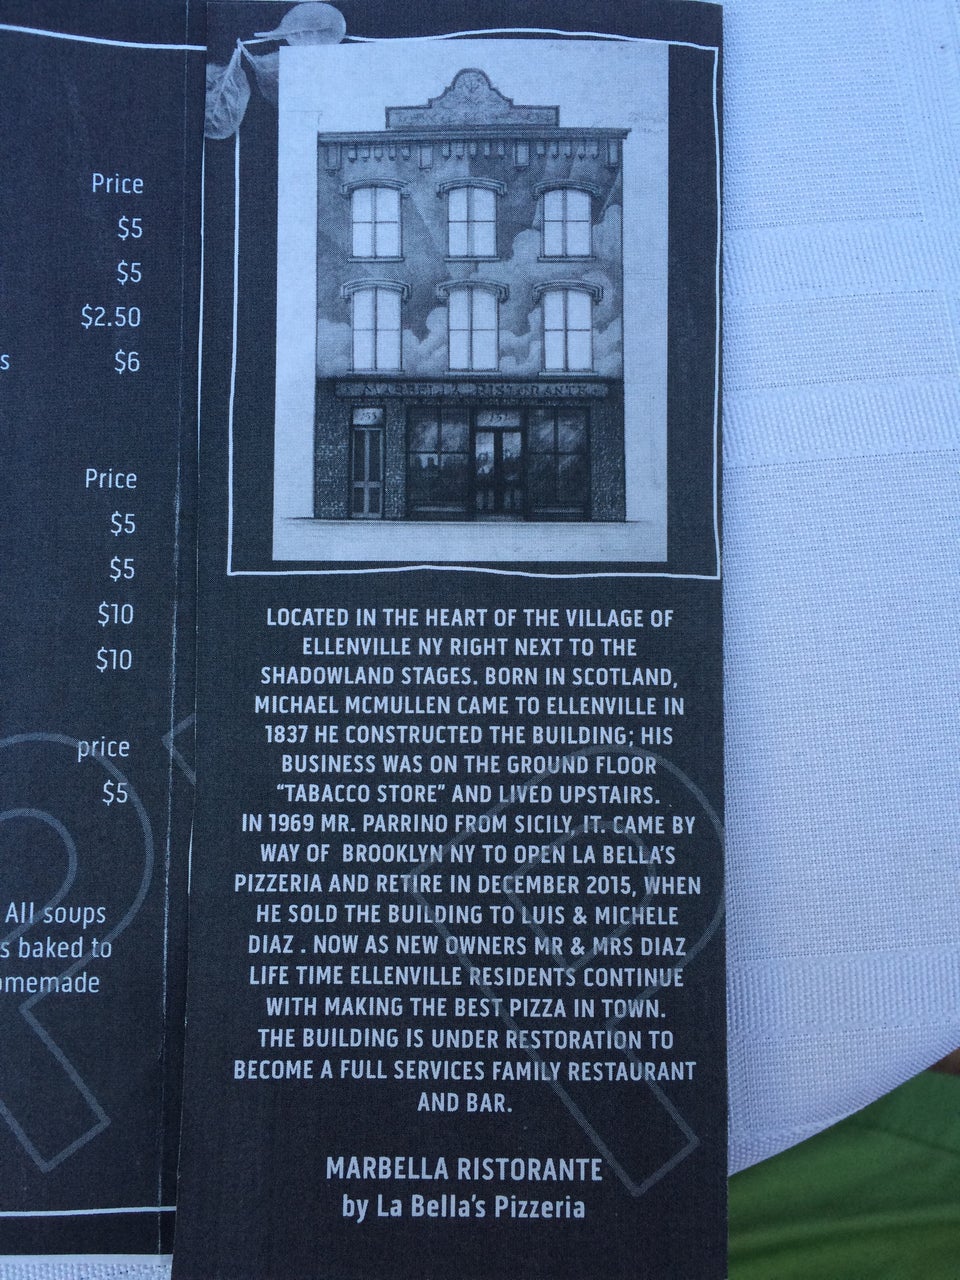 Price
$5
$5
$2.50
s $6
Price
$5
$5
$10
$10
price
$5
All soups
s baked to
omemade
MARBELLA RISTORANTE
153
151
LOCATED IN THE HEART OF THE VILLAGE OF
ELLENVILLE NY RIGHT NEXT TO THE
SHADOWLAND STAGES. BORN IN SCOTLAND,
MICHAEL MCMULLEN CAME TO ELLENVILLE IN
1837 HE CONSTRUCTED THE BUILDING; HIS
BUSINESS WAS ON THE GROUND FLOOR
“TABACCO STORE” AND LIVED UPSTAIRS.
IN 1969 MR. PARRINO FROM SICILY, IT. CAME BY
WAY OF BROOKLYN NY TO OPEN LA BELLA'S
PIZZERIA AND RETIRE IN DECEMBER 2015, WHEN
HE SOLD THE BUILDING TO LUIS & MICHELE
DIAZ . NOW AS NEW OWNERS MR & MRS DIAZ
LIFE TIME ELLENVILLE RESIDENTS CONTINUE
WITH MAKING THE BEST PIZZA IN TOWN.
THE BUILDING IS UNDER RESTORATION TO
BECOME A FULL SERVICES FAMILY RESTAURANT
AND BAR.
MARBELLA RISTORANTE
by La Bella's Pizzeria